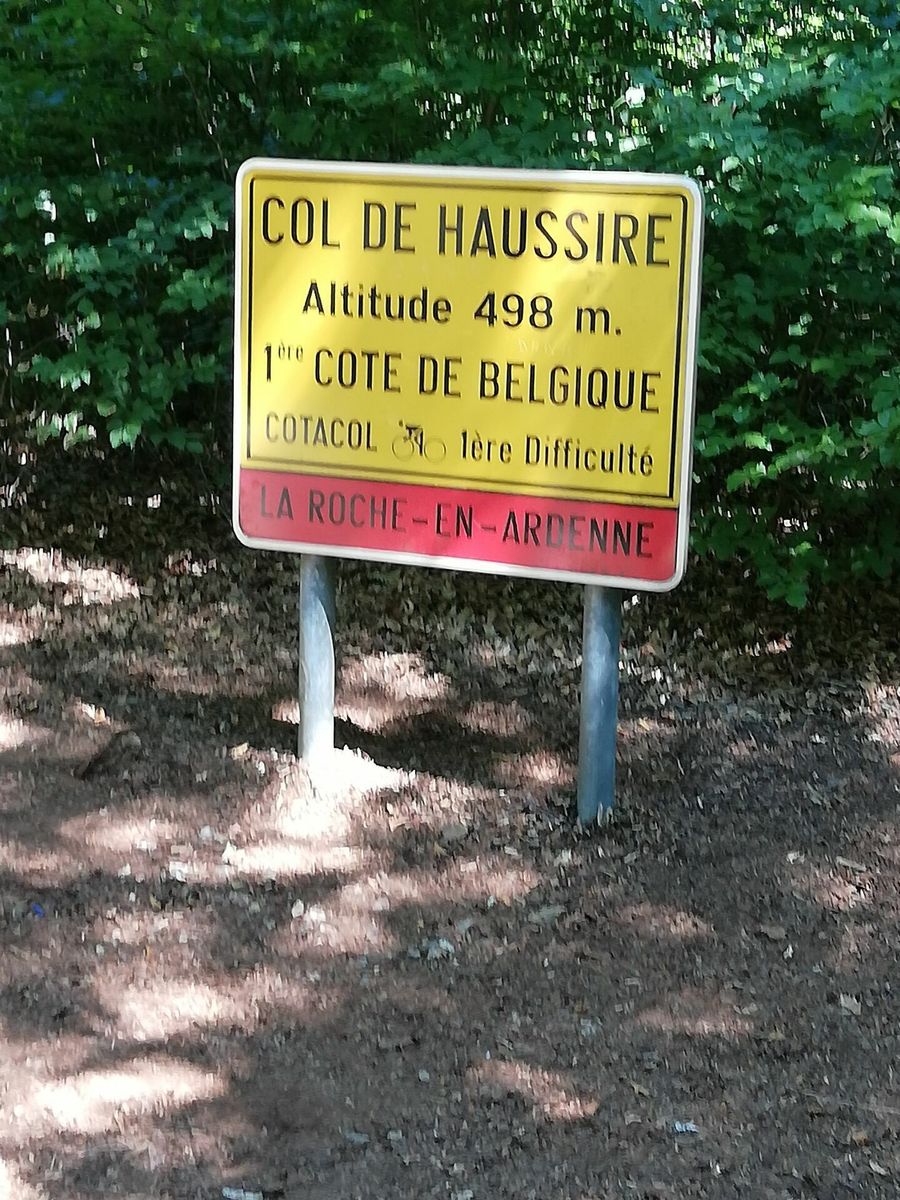 COL DE HAUSSIRE
Altitude 498 m.
1ère COTE DE BELGIQUE
COTACOL 1ère Difficulté
LA ROCHE-EN-ARDENNE